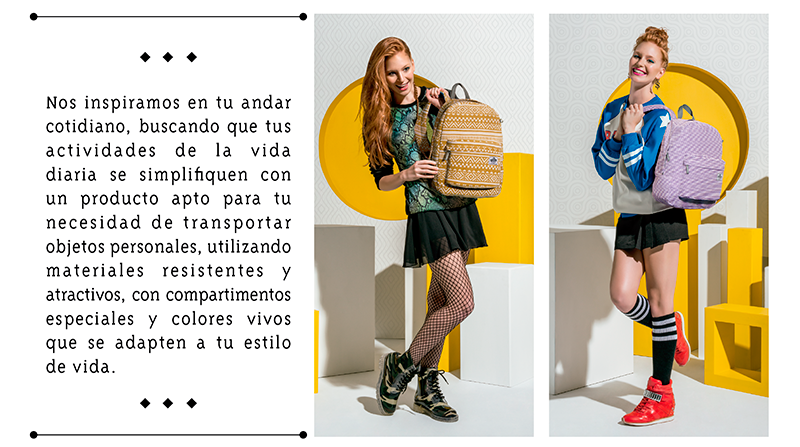 Nos inspiramos en tu andar
cotidiano, buscando que tus
actividades de la vida
diaria se simplifiquen con
un producto apto para tu
necesidad de transportar
objetos personales, utilizando
materiales resistentes y
atractivos, con compartimentos
especiales y colores vivos
que se adapten a tu estilo
de vida.